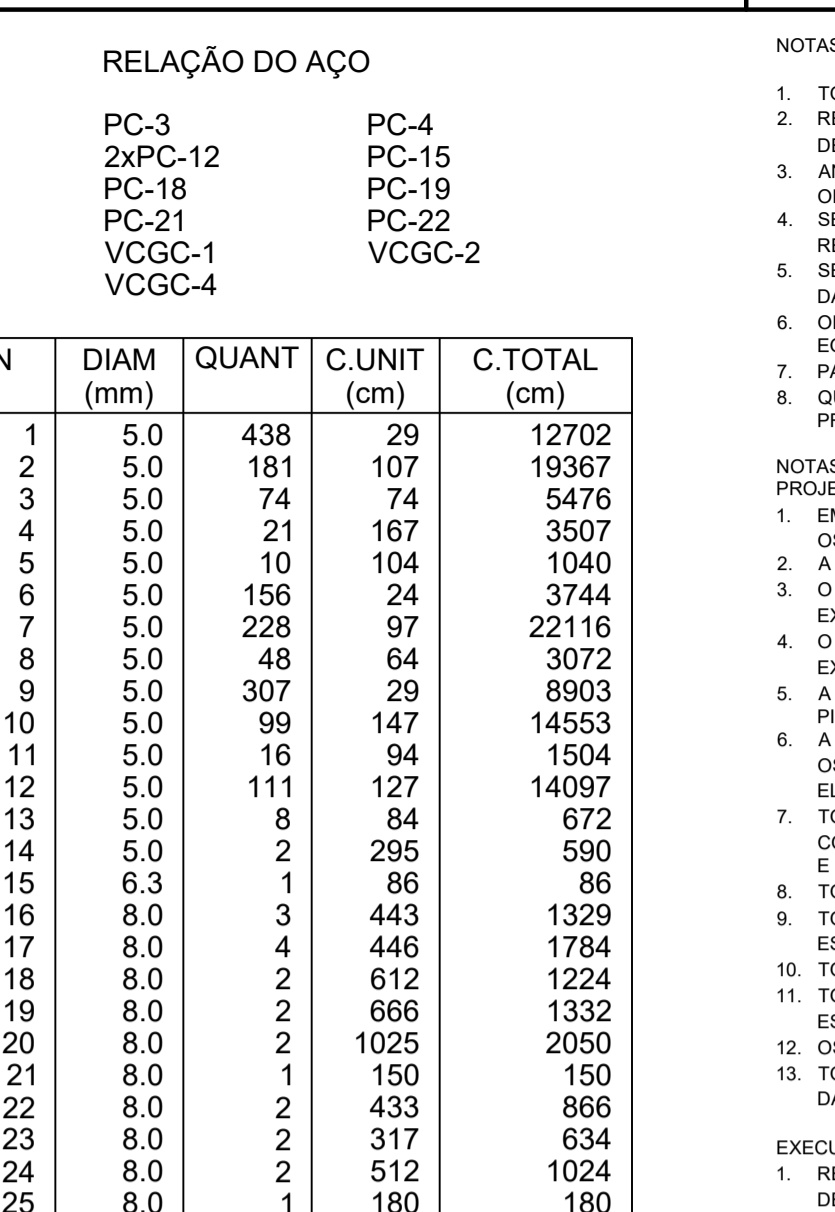 RELAÇÃO DO AÇO
PC-3 PC-4
2xPC-12 PC-15
PC-18 PC-19
PC-21 PC-22
VCGC-1 VCGC-2
VCGC-4
N DIAM QUANT C.UNIT C.TOTAL
(mm) (cm) (cm)
1 5.0 438 29 12702
2 5.0 181 107 19367
3 5.0 74 74 5476
4 5.0 21 167 3507
5 5.0 10 104 1040
6 5.0 156 24 3744
7 5.0 228 97 22116
8 5.0 48 64 3072
9 5.0 307 29 8903
10 5.0 99 147 14553
11 5.0 16 94 1504
12 5.0 111 127 14097
13 5.0 8 84 672
14 5.0 2 295 590
15 6.3 1 86 86
16 8.0 3 443 1329
17 8.0 4 446 1784
18 8.0 2 612 1224
19 8.0 2 666 1332
20 8.0 2 1025 2050
21 8.0 1 150 150
22 8.0 2 433 866
23 8.0 2 317 634
24 8.0 2 512 1024
25 8.0 1 180 180
NOTAS
1.
2.
3.
4.
5.
6.
7.
8.
NOTAS
1.
2. A
3. O
4. O
5. A
6. A
7.
E
8.
9.
10.
11.
12.
13.
1.